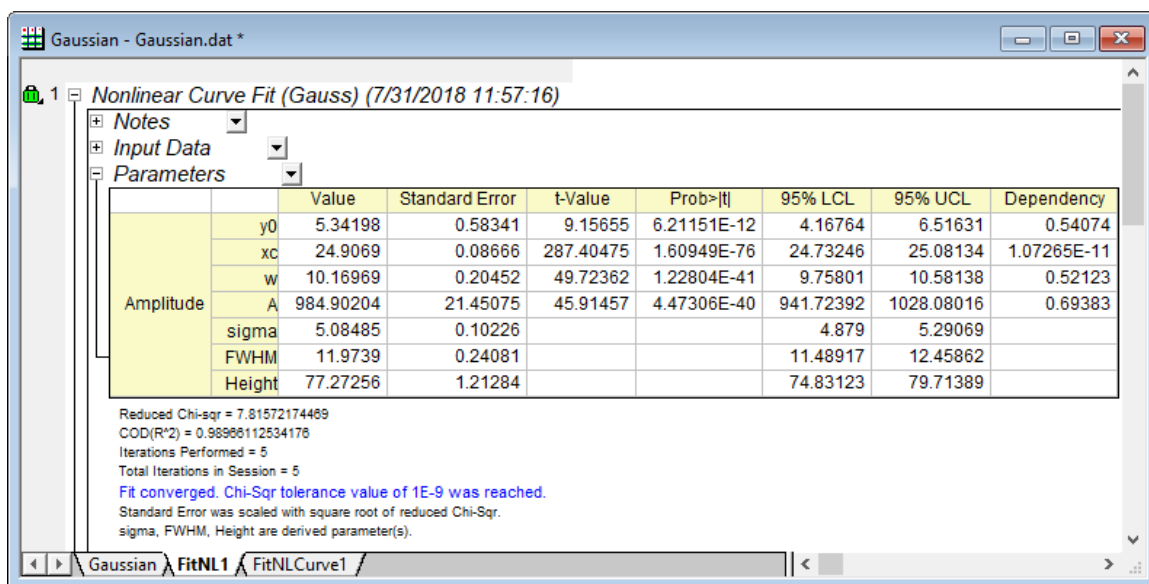 Gaussian - Gaussian.dat *
1 Nonlinear Curve Fit (Gauss) (7/31/2018 11:57:16)
Notes
Input Data
Parameters
Value Standard Error t-Value Prob>|t| 95% LCL 95% UCL Dependency
y0 5.34198 0.58341 9.15655 6.21151E-12 4.16764 6.51631 0.54074
xc 24.9069 0.08666 287.40475 1.60949E-76 24.73246 25.08134 1.07265E-11
w 10.16969 0.20452 49.72362 1.22804E-41 9.75801 10.58138 0.52123
Amplitude A 984.90204 21.45075 45.91457 4.47306E-40 941.72392 1028.08016 0.69383
sigma 5.08485 0.10226 4.879 5.29069
FWHM 11.9739 0.24081 11.48917 12.45862
Height 77.27256 1.21284 74.83123 79.71389
Reduced Chi-sqr = 7.81572174469
COD(R^2) = 0.98966112534176
Iterations Performed = 5
Total Iterations in Session = 5
Fit converged. Chi-Sqr tolerance value of 1E-9 was reached.
Standard Error was scaled with square root of reduced Chi-Sqr.
sigma, FWHM, Height are derived parameter(s).
Gaussian FitNL1 FitNLCurve1